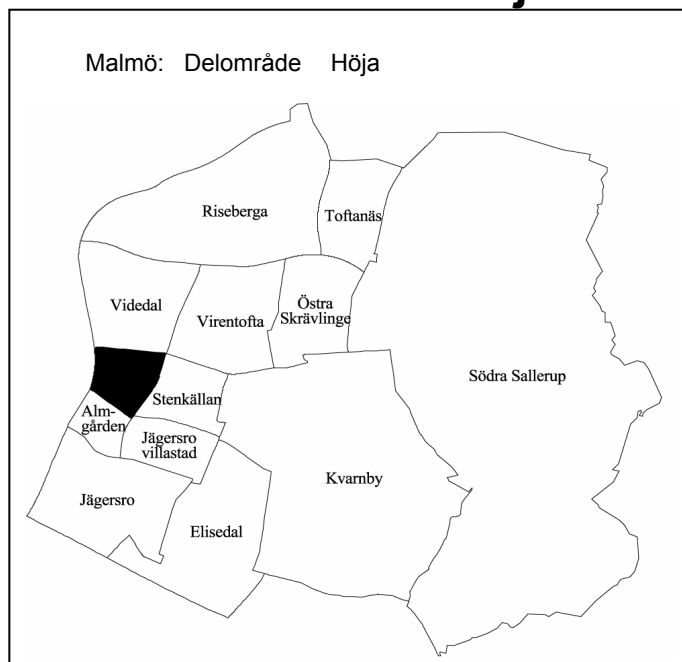 Malmö: Delområde Höja
Riseberga
Toftanäs
Videdal
Virentofta
Östra
Skrävlinge
Södra Sallerup
Stenkällan
Alm-
gården
Jägersro
villastad
Kvarnby
Jägersro
Elisedal